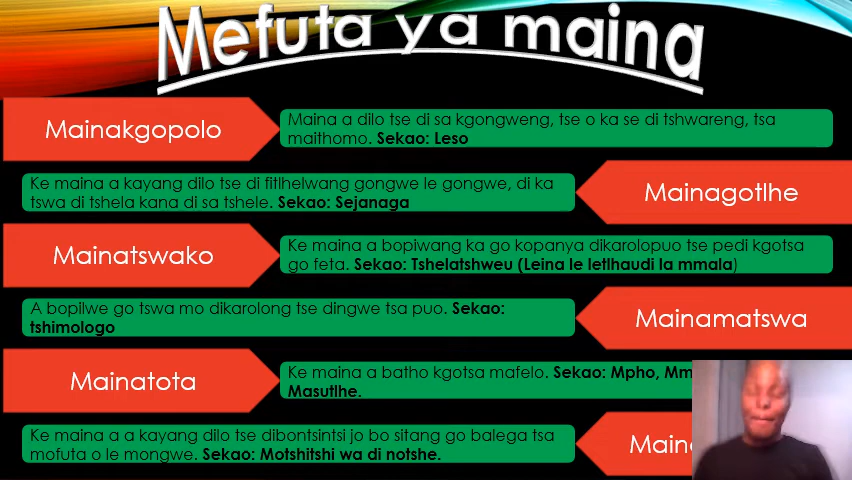 Mefuta ya maina
Mainakgopolo
Maina a dilo tse di sa kgongweng, tse o ka se di tshwareng, tsa
maithomo. Sekao: Leso
Ke maina a kayang dilo tse di fitlhelwang gongwe le gongwe, di ka
tswa di tshela kana di sa tshele. Sekao: Sejanaga
Mainagotlhe
Mainatswako
Ke maina a bopiwang ka go kopanya dikarolopuo tse pedi kgotsa
go feta. Sekao: Tshelatshweu (Leina le letlhaudi la mmala)
A bopilwe go tswa mo dikarolong tse dingwe tsa puo. Sekao:
tshimologo
Mainamatswa
Mainatota
Ke maina a batho kgotsa mafelo. Sekao: Mpho, Mm
Masutlhe.
Ke maina a a kayang dilo tse dibontsintsi jo bo sitang go balega tsa
mofuta o le mongwe. Sekao: Motshitshi wa di notshe.